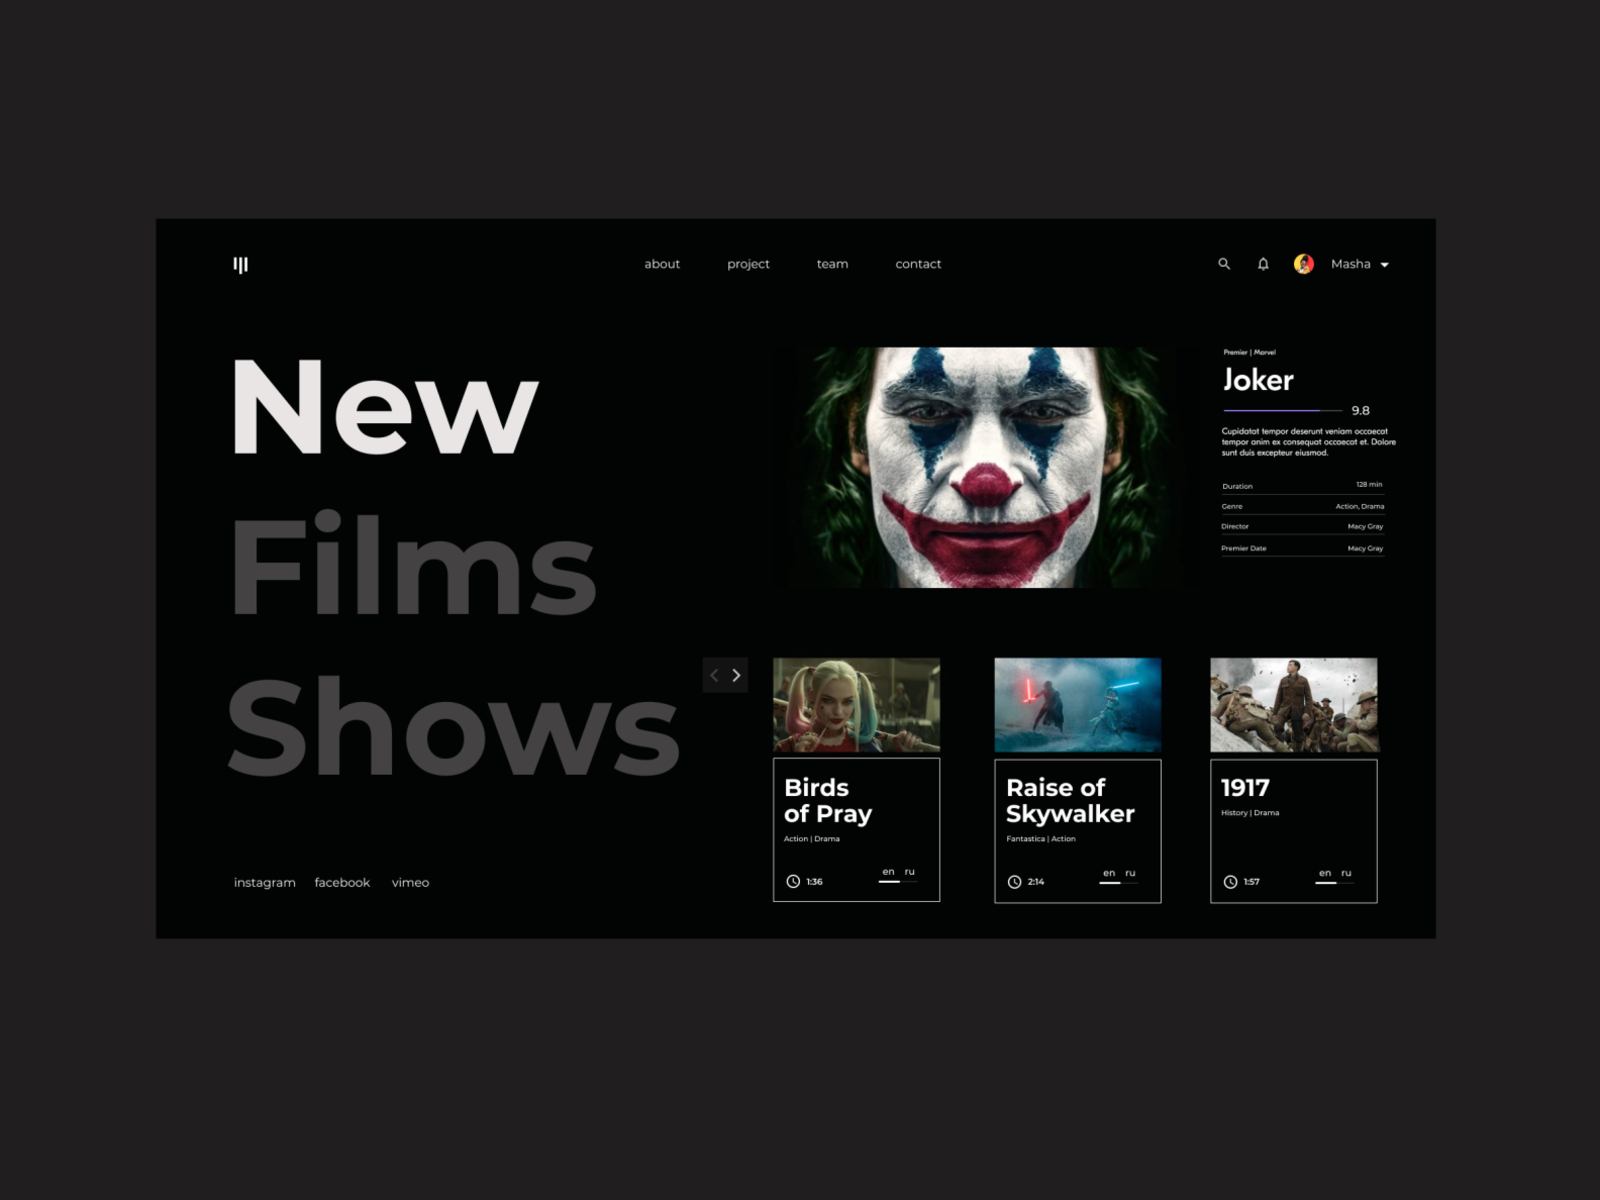 about project team contact
Masha
New
Films
Shows
instagram facebook vimeo
Premier | Marvel
Joker
9.8
Cupidatat tempor deserunt veniam occaecat
tempor anim ex consequat occaecat et. Dolore
sunt duis excepteur eiusmod.
Duration 128 min
Genre Action, Drama
Director Macy Gray
Premier Date Macy Gray
Birds
of Pray
Action | Drama
1:36 en ru
Raise of
Skywalker
Fantastica | Action
2:14 en ru
1917
History | Drama
1:57 en ru